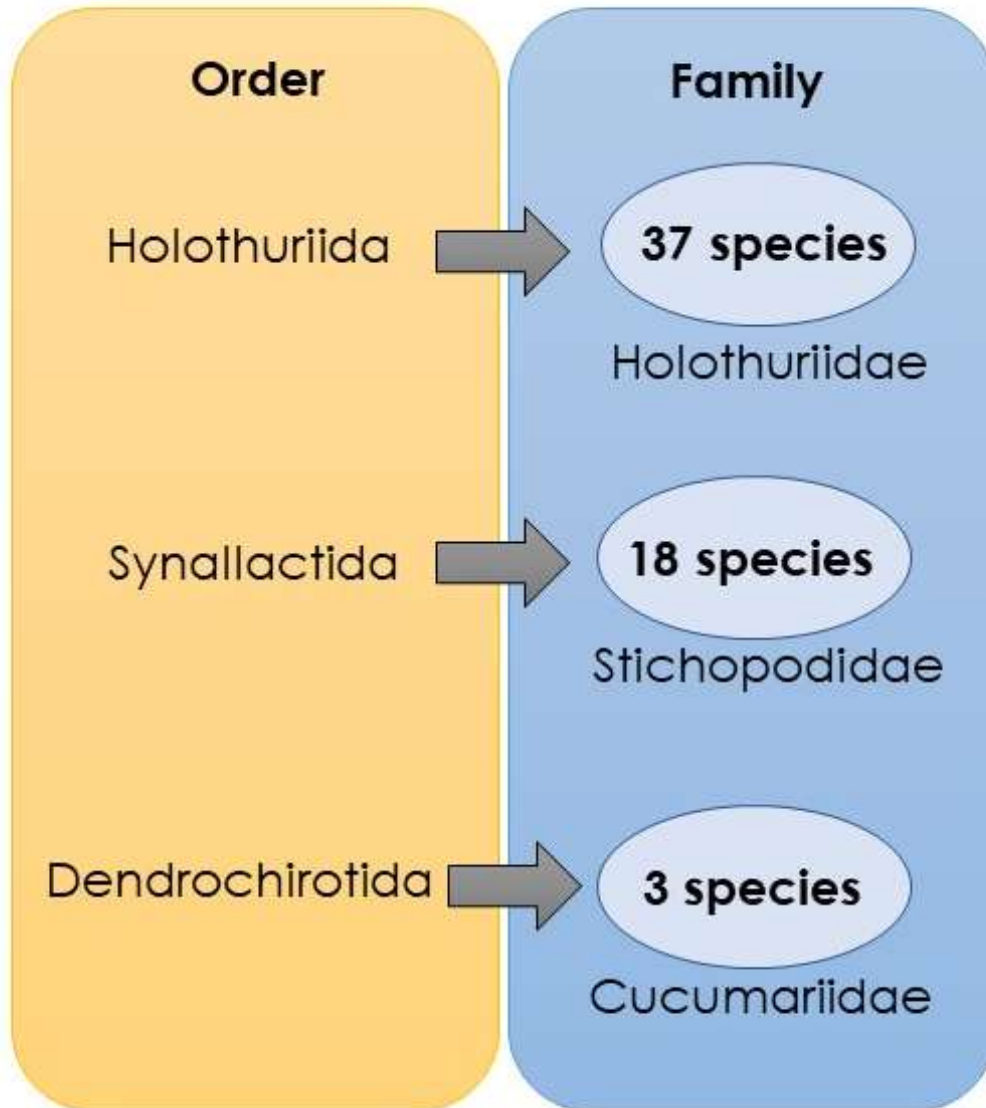 Order
Family
Holothuriida
37 species
Holothuriidae
Synallactida
18 species
Stichopodidae
Dendrochirotida
3 species
Cucumariidae